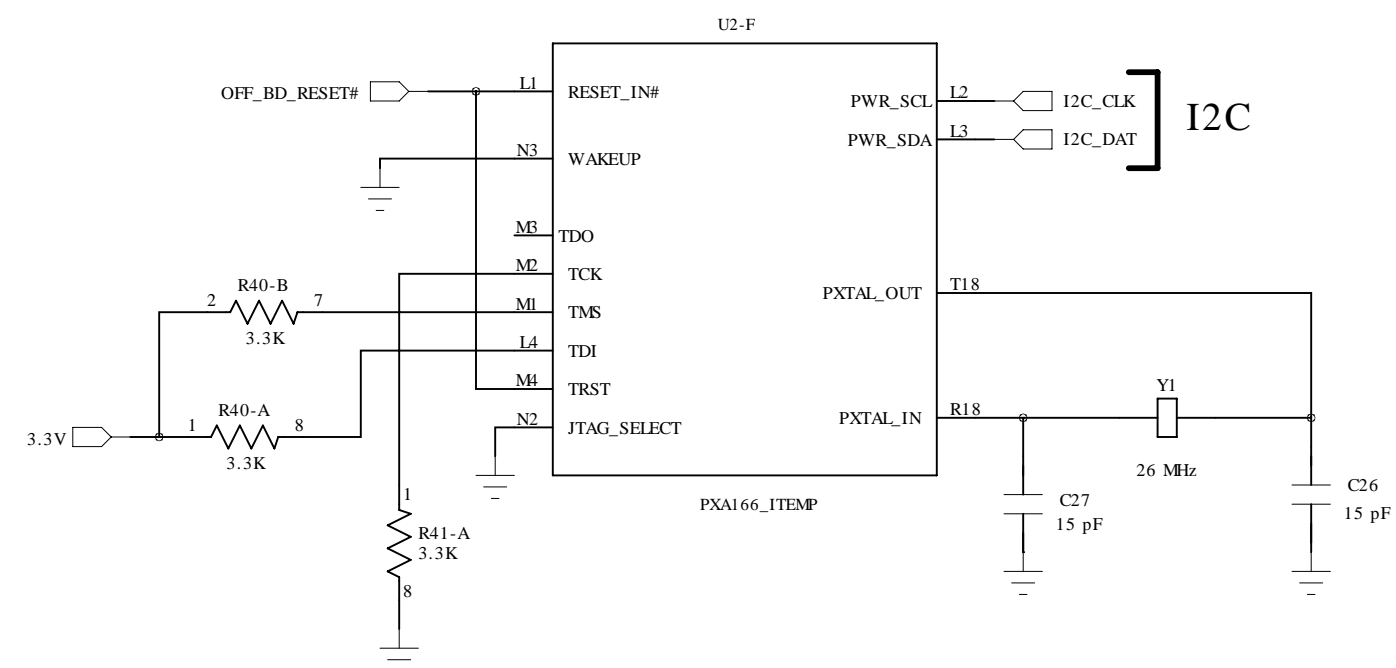 U2-F
OFF_BD_RESET#
L1
RESET_IN#
PWR_SCL
L2
I2C_CLK
I2C
N3
WAKEUP
PWR_SDA
L3
I2C_DAT
M3
TDO
M2
TCK
R40-B
2
7
3.3K
M1
TMS
PXTAL_OUT
T18
L4
TDI
M4
TRST
Y1
R40-A
1
8
3.3K
3.3V
N2
JTAG_SELECT
PXTAL_IN
R18
26 MHz
PXA166_ITEMP
C27
15 pF
C26
15 pF
1
R41-A
3.3K
8